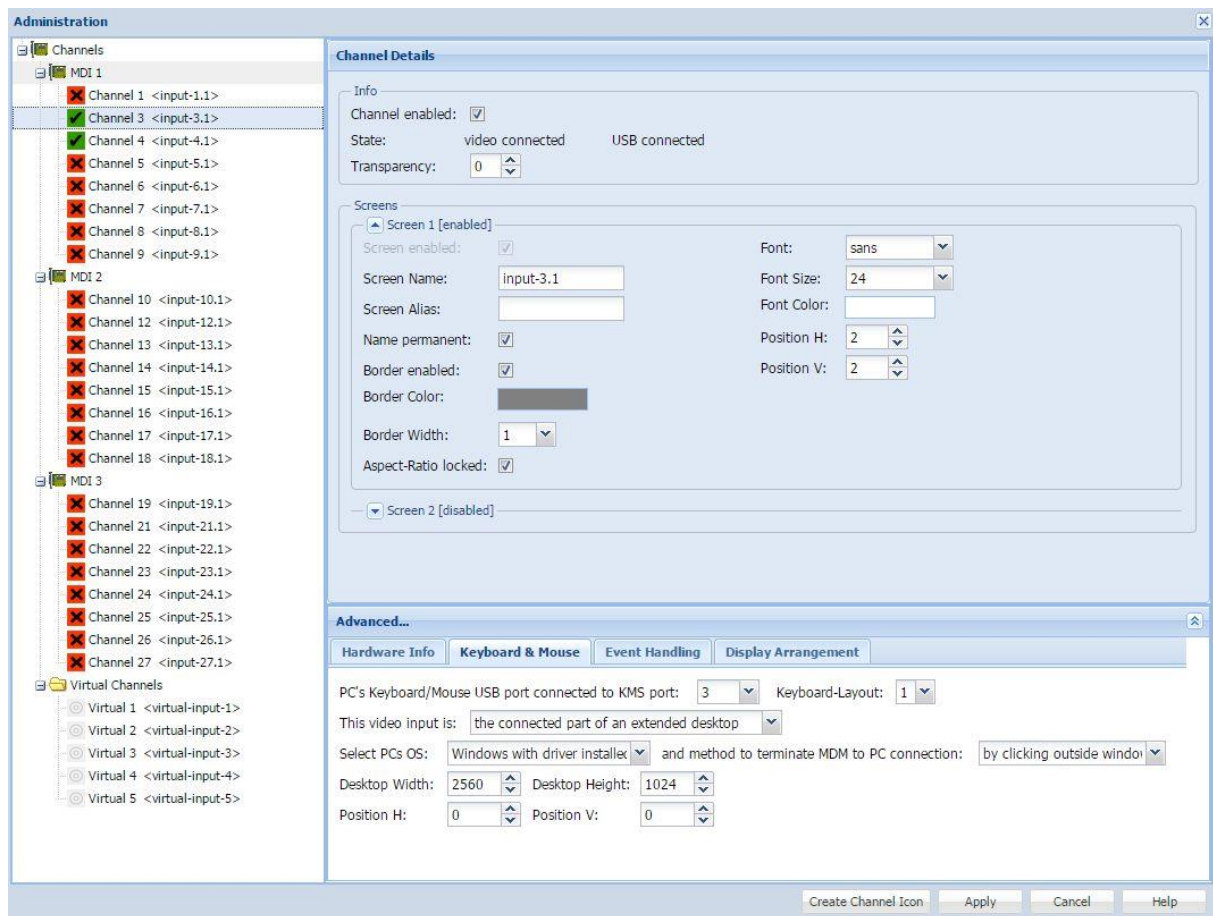 Administration
Channels
MDI 1
Channel 1 <input-1.1>
Channel 3 <input-3.1>
Channel 4 <input-4.1>
Channel 5 <input-5.1>
Channel 6 <input-6.1>
Channel 7 <input-7.1>
Channel 8 <input-8.1>
Channel 9 <input-9.1>
MDI 2
Channel 10 <input-10.1>
Channel 12 <input-12.1>
Channel 13 <input-13.1>
Channel 14 <input-14.1>
Channel 15 <input-15.1>
Channel 16 <input-16.1>
Channel 17 <input-17.1>
Channel 18 <input-18.1>
MDI 3
Channel 19 <input-19.1>
Channel 21 <input-21.1>
Channel 22 <input-22.1>
Channel 23 <input-23.1>
Channel 24 <input-24.1>
Channel 25 <input-25.1>
Channel 26 <input-26.1>
Channel 27 <input-27.1>
Virtual Channels
Virtual 1 <virtual-input-1>
Virtual 2 <virtual-input-2>
Virtual 3 <virtual-input-3>
Virtual 4 <virtual-input-4>
Virtual 5 <virtual-input-5>
Channel Details
Info
Channel enabled:
State: video connected USB connected
Transparency: 0
Screens
Screen 1 [enabled]
Screen enabled:
Screen Name: input-3.1
Screen Alias:
Name permanent:
Border enabled:
Border Color:
Border Width: 1
Aspect-Ratio locked:
Font: sans
Font Size: 24
Font Color:
Position H: 2
Position V: 2
Screen 2 [disabled]
Advanced...
Hardware Info Keyboard & Mouse Event Handling Display Arrangement
PC's Keyboard/Mouse USB port connected to KMS port: 3 Keyboard-Layout: 1
This video input is: the connected part of an extended desktop
Select PCs OS: Windows with driver installed and method to terminate MDM to PC connection: by clicking outside windo
Desktop Width: 2560 Desktop Height: 1024
Position H: 0 Position V: 0
Create Channel Icon Apply Cancel Help